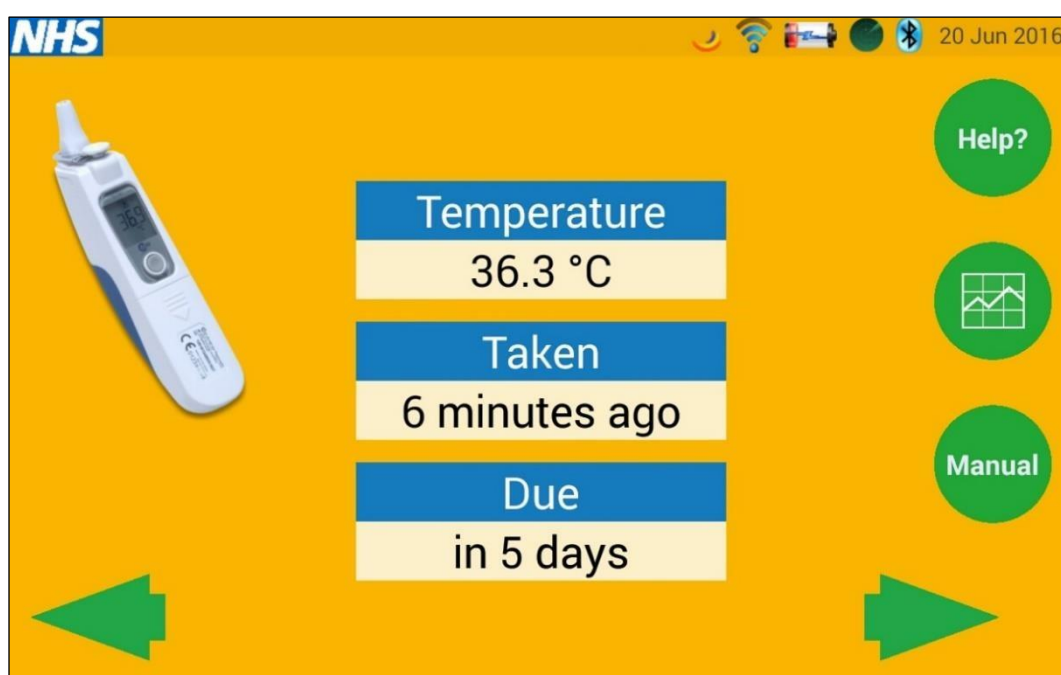 NHS
20 Jun 2016
Help?
Temperature
36.3 °C
Taken
6 minutes ago
Manual
Due
in 5 days